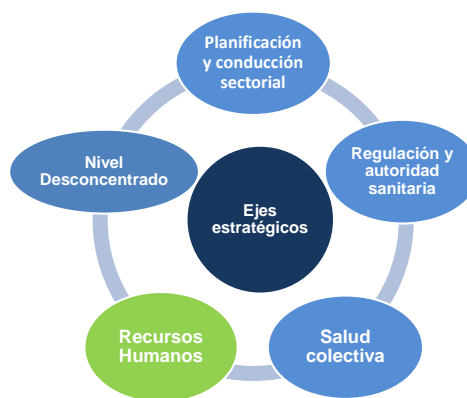 Planificación
y conducción
sectorial
Regulación y
autoridad
sanitaria
Nivel
Desconcentrado
Ejes
estratégicos
Recursos
Humanos
Salud
colectiva